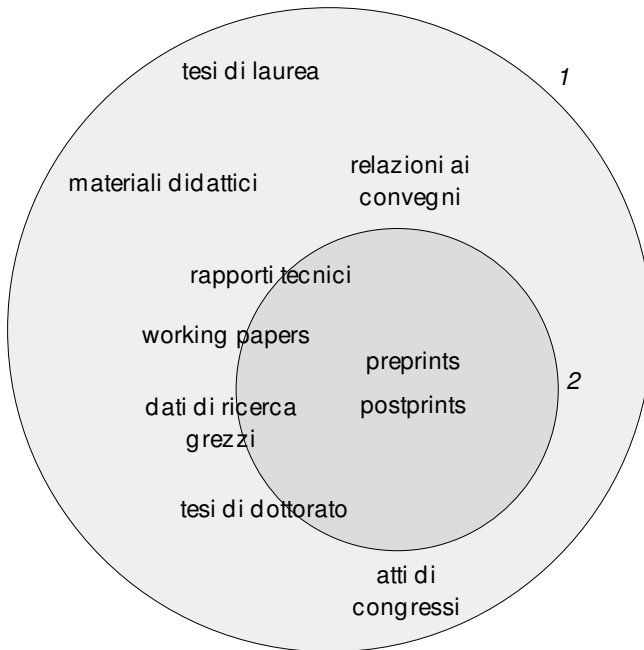 tesi di laurea
1
relazioni ai
convegni
materiali didattici
rapporti tecnici
working papers
preprints
2
postprints
dati di ricerca
grezzi
tesi di dottorato
atti di
congressi